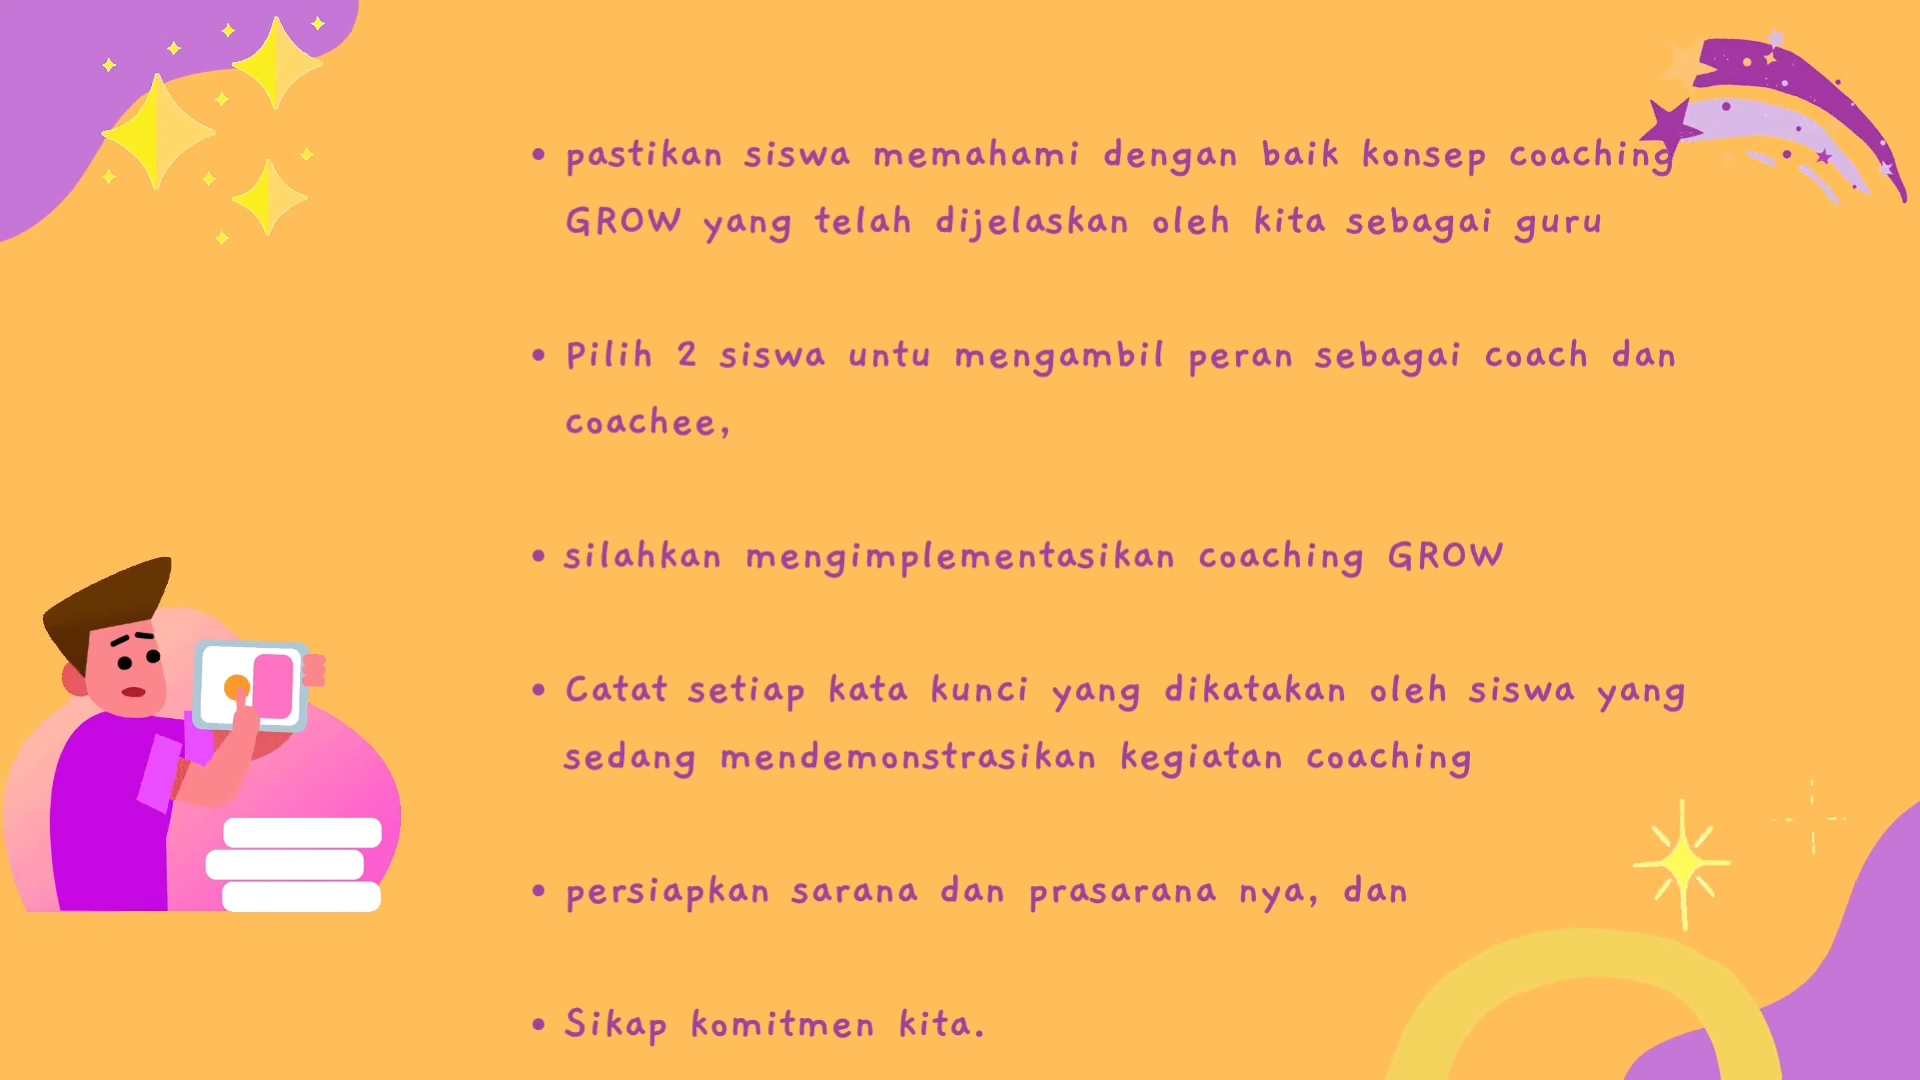 • pastikan siswa memahami dengan baik konsep coaching
GROW yang telah dijelaskan oleh kita sebagai guru
• Pilih 2 siswa untu mengambil peran sebagai coach dan
coachee,
• silahkan mengimplementasikan coaching GROW
• Catat setiap kata kunci yang dikatakan oleh siswa yang
sedang mendemonstrasikan kegiatan coaching
• persiapkan sarana dan prasarana nya, dan
• Sikap komitmen kita.